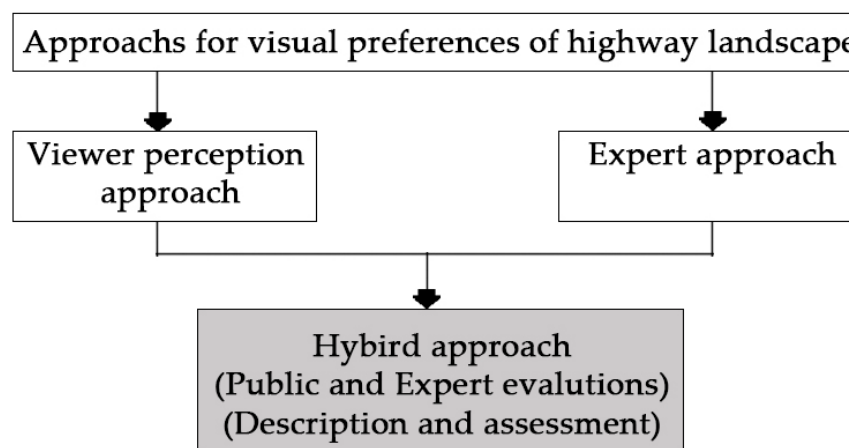 Approachs for visual preferences of highway landscape
Viewer perception
approach
Expert approach
Hybird approach
(Public and Expert evalutions)
(Description and assessment)